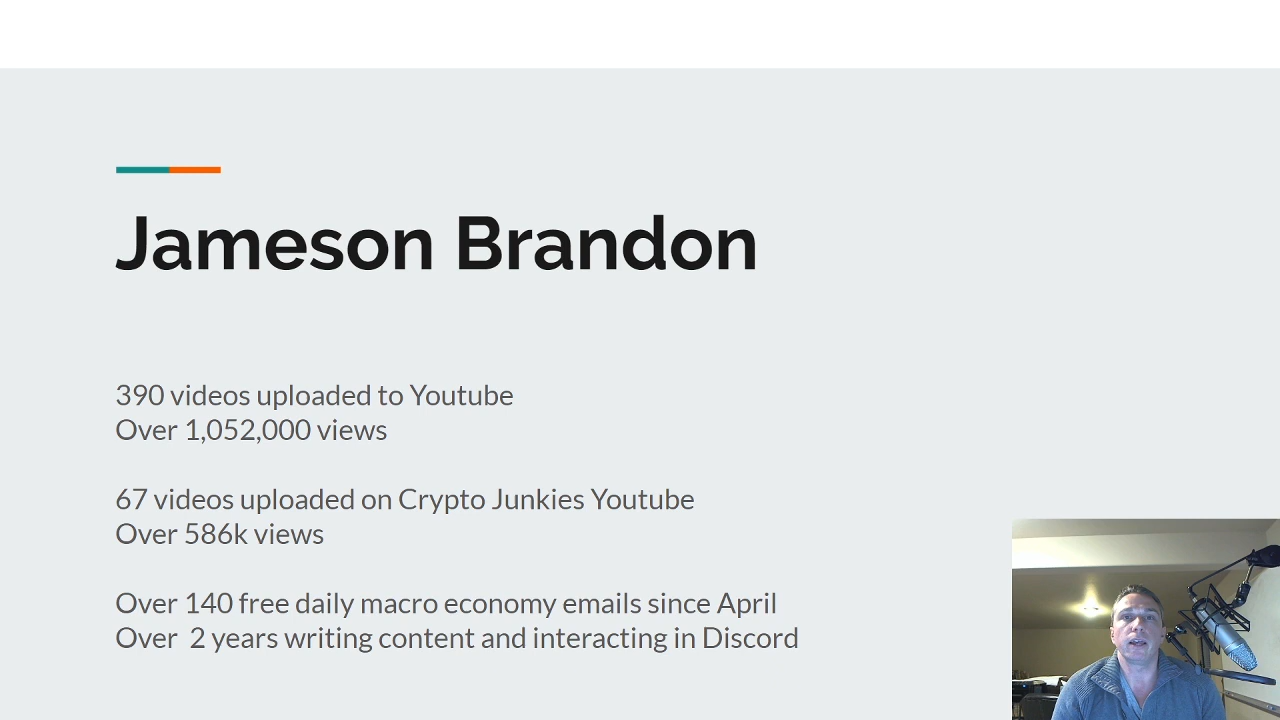 Jameson Brandon
390 videos uploaded to Youtube
Over 1,052,000 views
67 videos uploaded on Crypto Junkies Youtube
Over 586k views
Over 140 free daily macro economy emails since April
Over  2 years writing content and interacting in Discord